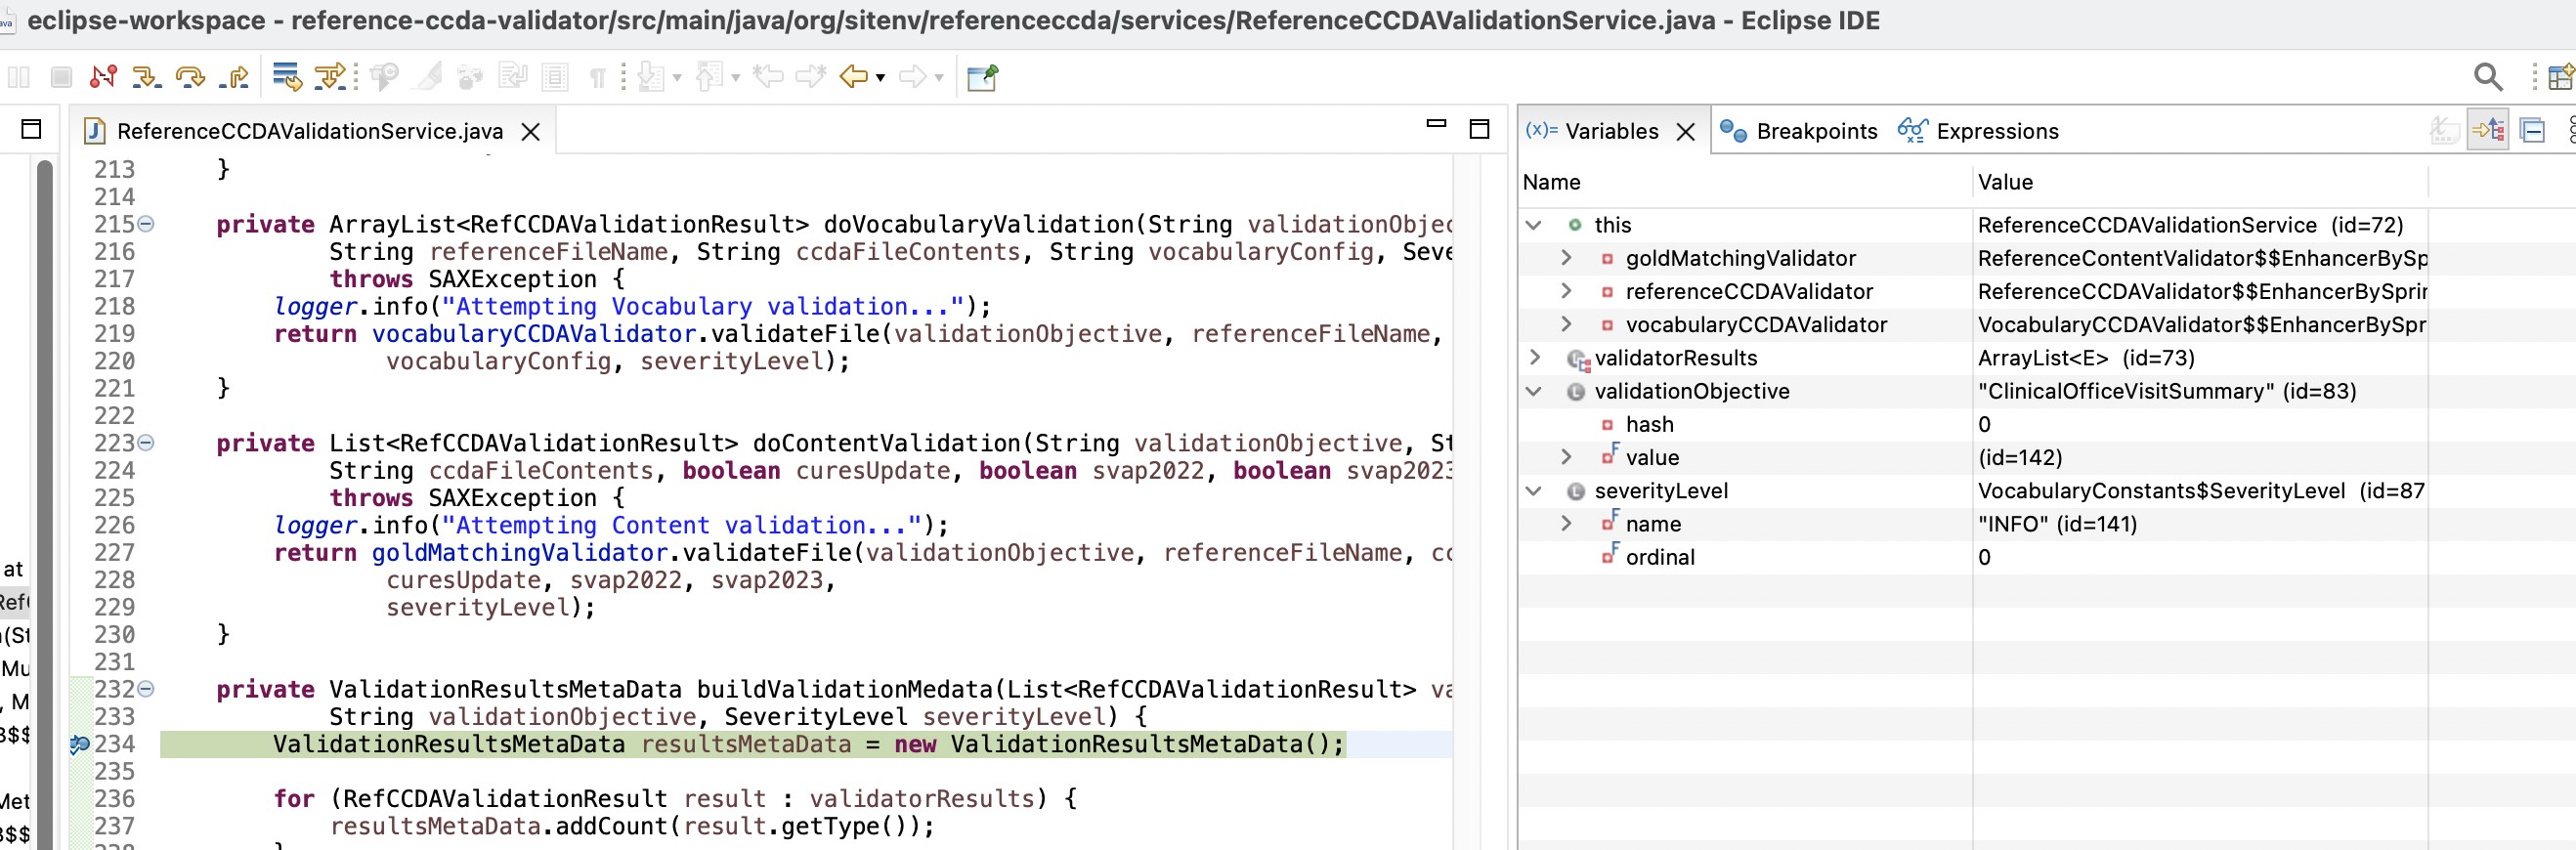 eclipse-workspace - reference-ccda-validator/src/main/java/org/sitenv/referenceccda/services/ReferenceCCDAValidationService.java - Eclipse IDE
ReferenceCCDAValidationService.java
213 }
214
215 private ArrayList<RefCCDAValidationResult> doVocabularyValidation(String validationObjec
216 String referenceFileName, String ccdaFileContents, String vocabularyConfig, Seve
217 throws SAXException {
218 logger.info("Attempting Vocabulary validation...");
219 return vocabularyCCDAValidator.validateFile(validationObjective, referenceFileName,
220 vocabularyConfig, severityLevel);
221 }
222
223 private List<RefCCDAValidationResult> doContentValidation(String validationObjective, St
224 String ccdaFileContents, boolean curesUpdate, boolean svap2022, boolean svap2023
225 throws SAXException {
226 logger.info("Attempting Content validation...");
227 return goldMatchingValidator.validateFile(validationObjective, referenceFileName, cc
228 curesUpdate, svap2022, svap2023,
229 severityLevel);
230 }
231
232 private ValidationResultsMetaData buildValidationMedata(List<RefCCDAValidationResult> va
233 String validationObjective, SeverityLevel severityLevel) {
234 ValidationResultsMetaData resultsMetaData = new ValidationResultsMetaData();
235
236 for (RefCCDAValidationResult result : validatorResults) {
237 resultsMetaData.addCount(result.getType());
at
Ref
(St
Mu
, M
3$$
Met
3$$
(x)= Variables Breakpoints Expressions
Name Value
this ReferenceCCDAValidationService (id=72)
goldMatchingValidator ReferenceContentValidator$$EnhancerBySp
referenceCCDAValidator ReferenceCCDAValidator$$EnhancerBySprin
vocabularyCCDAValidator VocabularyCCDAValidator$$EnhancerBySpr
validatorResults ArrayList<E> (id=73)
validationObjective "ClinicalOfficeVisitSummary" (id=83)
hash 0
value (id=142)
severityLevel VocabularyConstants$SeverityLevel (id=87
name "INFO" (id=141)
ordinal 0